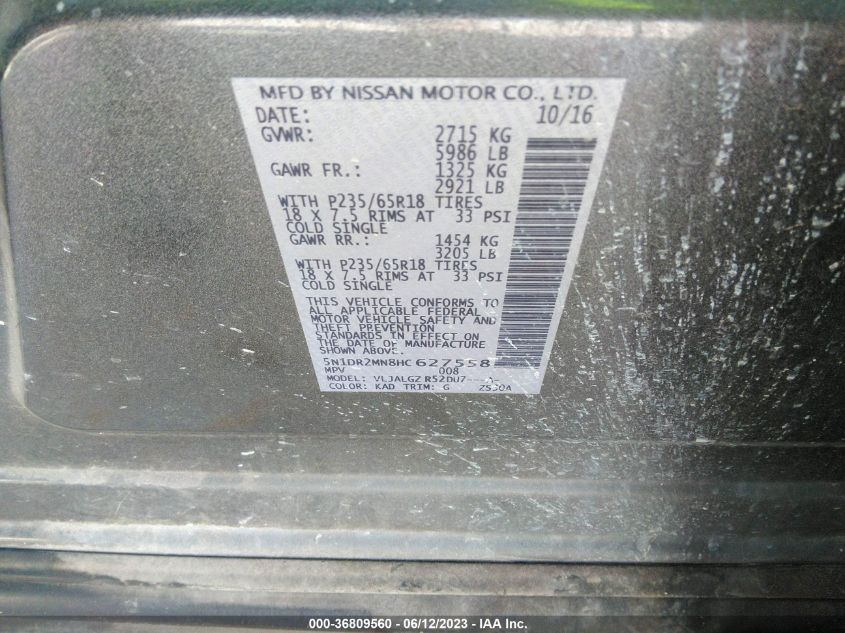 MFD BY NISSAN MOTOR CO., LTD.
DATE: 10/16
GVWR: 2715 KG
5986 LB
GAWR FR.: 1325 KG
2921 LB
WITH P235/65R18 TIRES
18 X 7.5 RIMS AT 33 PSI
COLD SINGLE
GAWR RR.: 1454 KG
3205 LB
WITH P235/65R18 TIRES
18 X 7.5 RIMS AT 33 PSI
COLD SINGLE
THIS VEHICLE CONFORMS TO
ALL APPLICABLE FEDERAL
MOTOR VEHICLE SAFETY AND
THEFT PREVENTION
STANDARDS IN EFFECT ON
THE DATE OF MANUFACTURE
SHOWN ABOVE.
5N1DR2MN8HC627558
MPV 008
MODEL: VLJALGZ R52DU7
COLOR: KAD TRIM: G
000-36809560 - 06/12/2023 - IAA Inc.